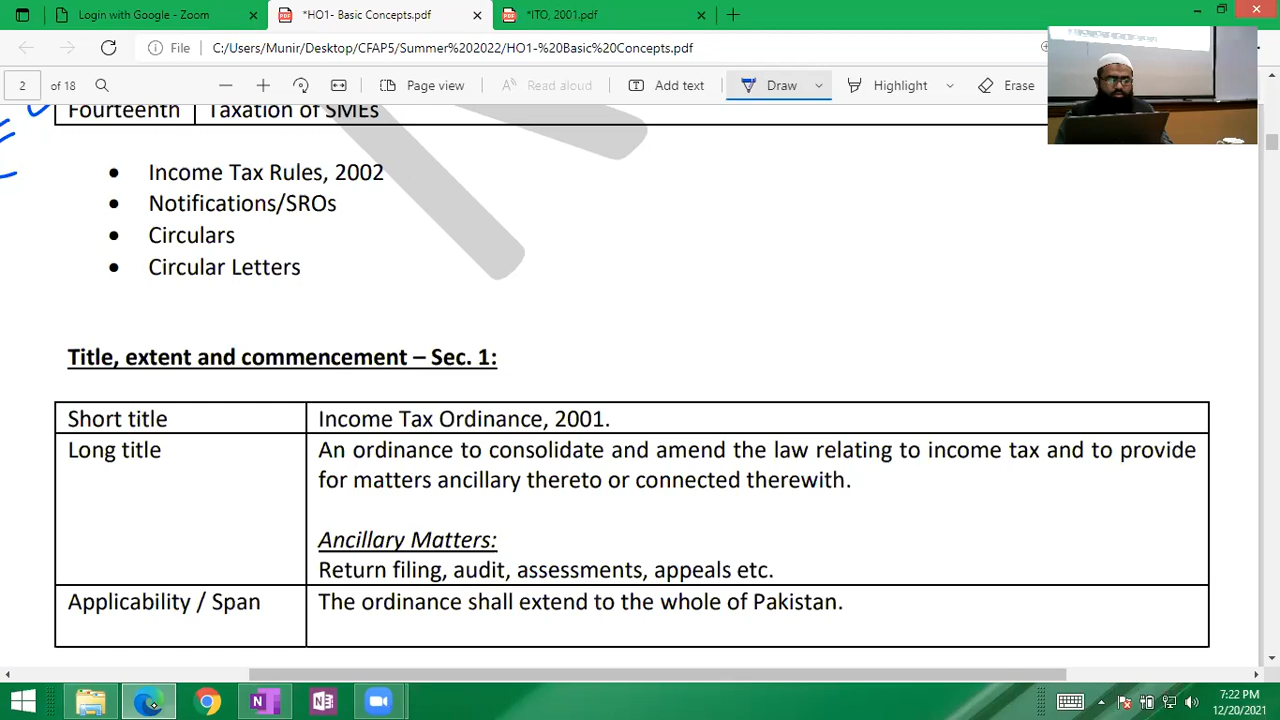 Login with Google - Zoom
*HO1- Basic Concepts.pdf
*ITO, 2001.pdf
File C:/Users/Munir/Desktop/CFAP5/Summer%202022/HO1-%20Basic%20Concepts.pdf
2 of 18 Page view Read aloud Add text Draw Highlight Erase
Fourteenth Taxation of SMEs
• Income Tax Rules, 2002
• Notifications/SROs
• Circulars
• Circular Letters
Title, extent and commencement – Sec. 1:
Short title Income Tax Ordinance, 2001.
Long title An ordinance to consolidate and amend the law relating to income tax and to provide
for matters ancillary thereto or connected therewith.
Ancillary Matters:
Return filing, audit, assessments, appeals etc.
Applicability / Span The ordinance shall extend to the whole of Pakistan.
7:22 PM
12/20/2021